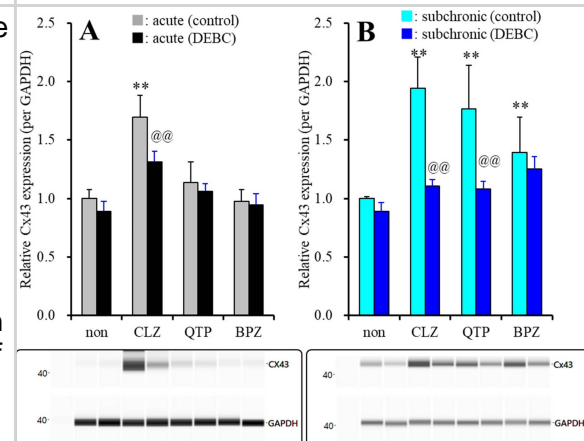 e
n
f
A
: acute (control)
: acute (DEBC)
Relative Cx43 expression (per GAPDH)
2.5
2.0
1.5
1.0
0.5
0.0
**
@@
non CLZ QTP BPZ
40-
-CX43
40-
-GAPDH
B
: subchronic (control)
: subchronic (DEBC)
Relative Cx43 expression (per GAPDH)
2.5
2.0
1.5
1.0
0.5
0.0
** ** **
@@ @@
non CLZ QTP BPZ
40-
-Cx43
40-
-GAPDH